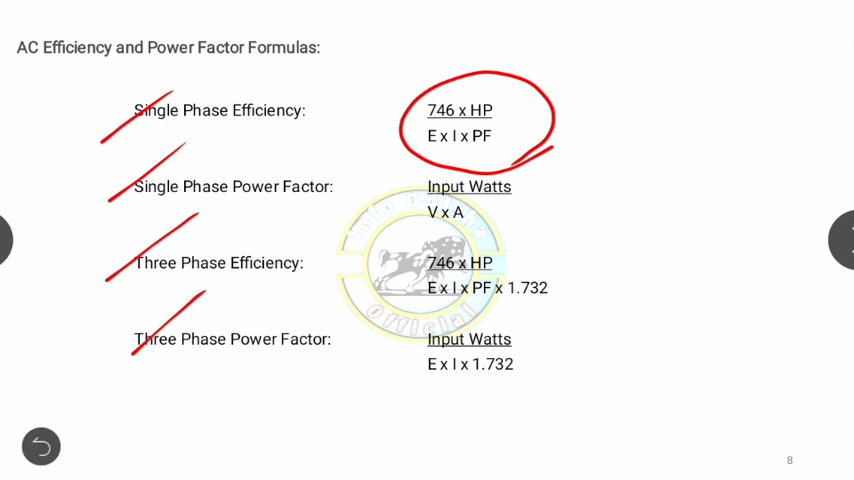 AC Efficiency and Power Factor Formulas:
Single Phase Efficiency: 746 x HP
E x I x PF
Single Phase Power Factor: Input Watts
V x A
Three Phase Efficiency: 746 x HP
E x I x PF x 1.732
Three Phase Power Factor: Input Watts
E x I x 1.732
Official
8